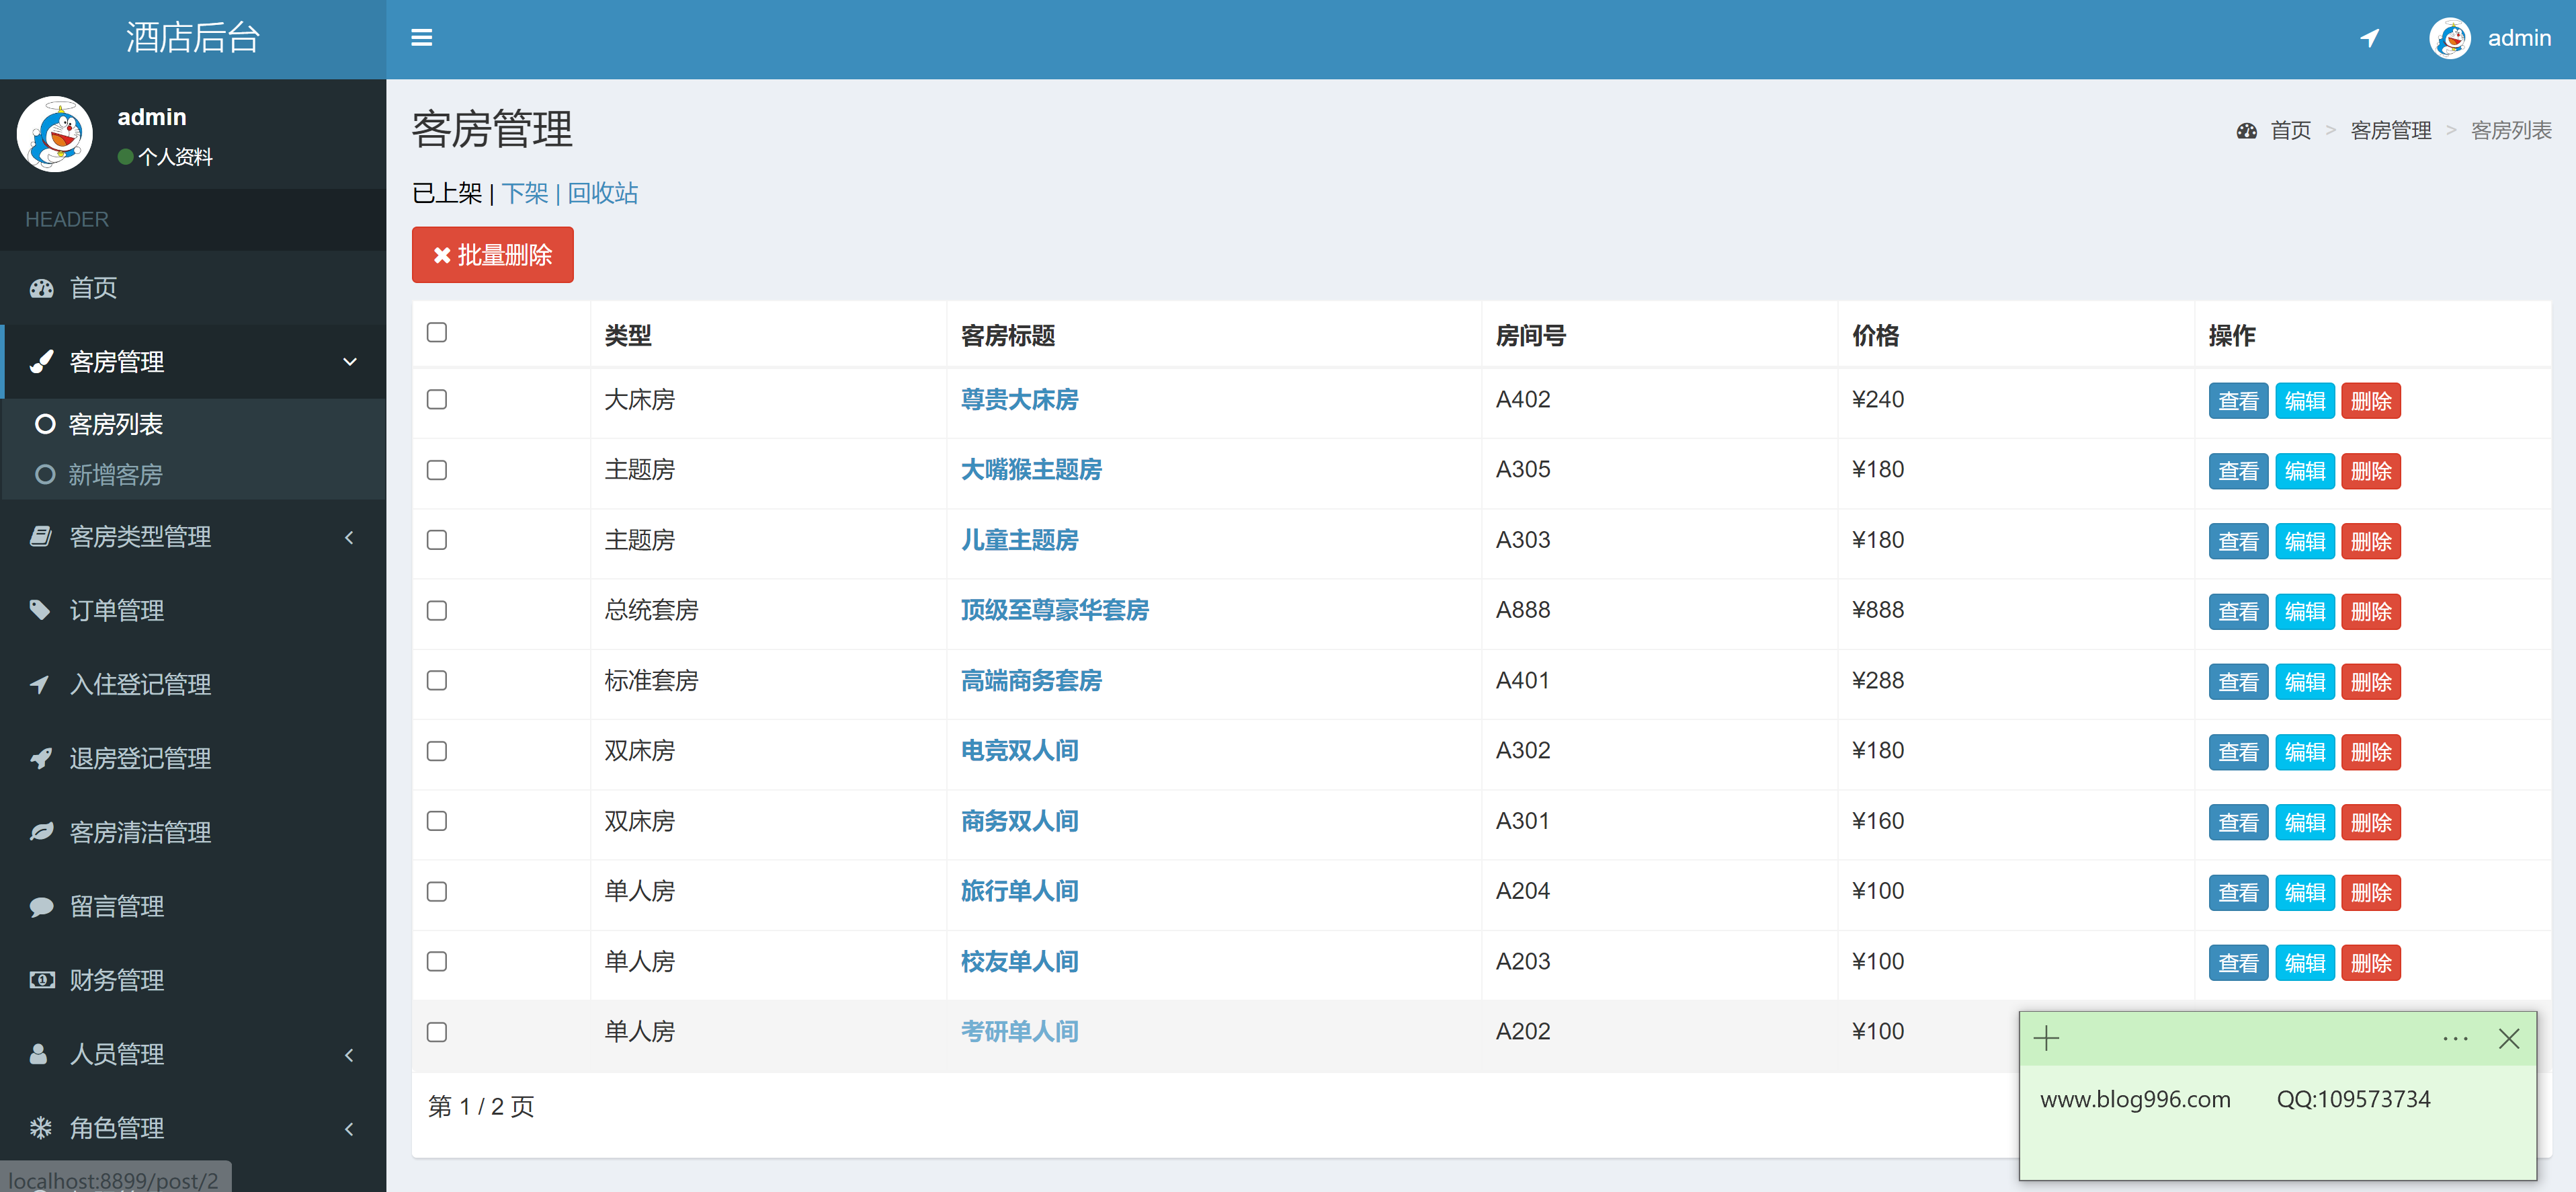 酒店后台
admin
admin
个人资料
HEADER
首页
客房管理
客房列表
新增客房
客房类型管理
订单管理
入住登记管理
退房登记管理
客房清洁管理
留言管理
财务管理
人员管理
角色管理
localhost:8899/post/2
客房管理
首页 > 客房管理 > 客房列表
已上架 | 下架 | 回收站
批量删除
类型 客房标题 房间号 价格 操作
大床房 尊贵大床房 A402 ¥240 查看 编辑 删除
主题房 大嘴猴主题房 A305 ¥180 查看 编辑 删除
主题房 儿童主题房 A303 ¥180 查看 编辑 删除
总统套房 顶级至尊豪华套房 A888 ¥888 查看 编辑 删除
标准套房 高端商务套房 A401 ¥288 查看 编辑 删除
双床房 电竞双人间 A302 ¥180 查看 编辑 删除
双床房 商务双人间 A301 ¥160 查看 编辑 删除
单人房 旅行单人间 A204 ¥100 查看 编辑 删除
单人房 校友单人间 A203 ¥100 查看 编辑 删除
单人房 考研单人间 A202 ¥100
第 1 / 2 页
www.blog996.com QQ:109573734